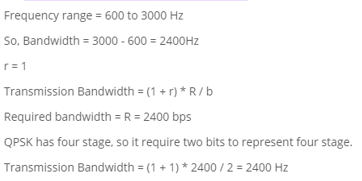 Frequency range = 600 to 3000 Hz
So, Bandwidth = 3000 - 600 = 2400Hz
r = 1
Transmission Bandwidth = (1 + r) * R / b
Required bandwidth = R = 2400 bps
QPSK has four stage, so it require two bits to represent four stage.
Transmission Bandwidth = (1 + 1) * 2400 / 2 = 2400 Hz